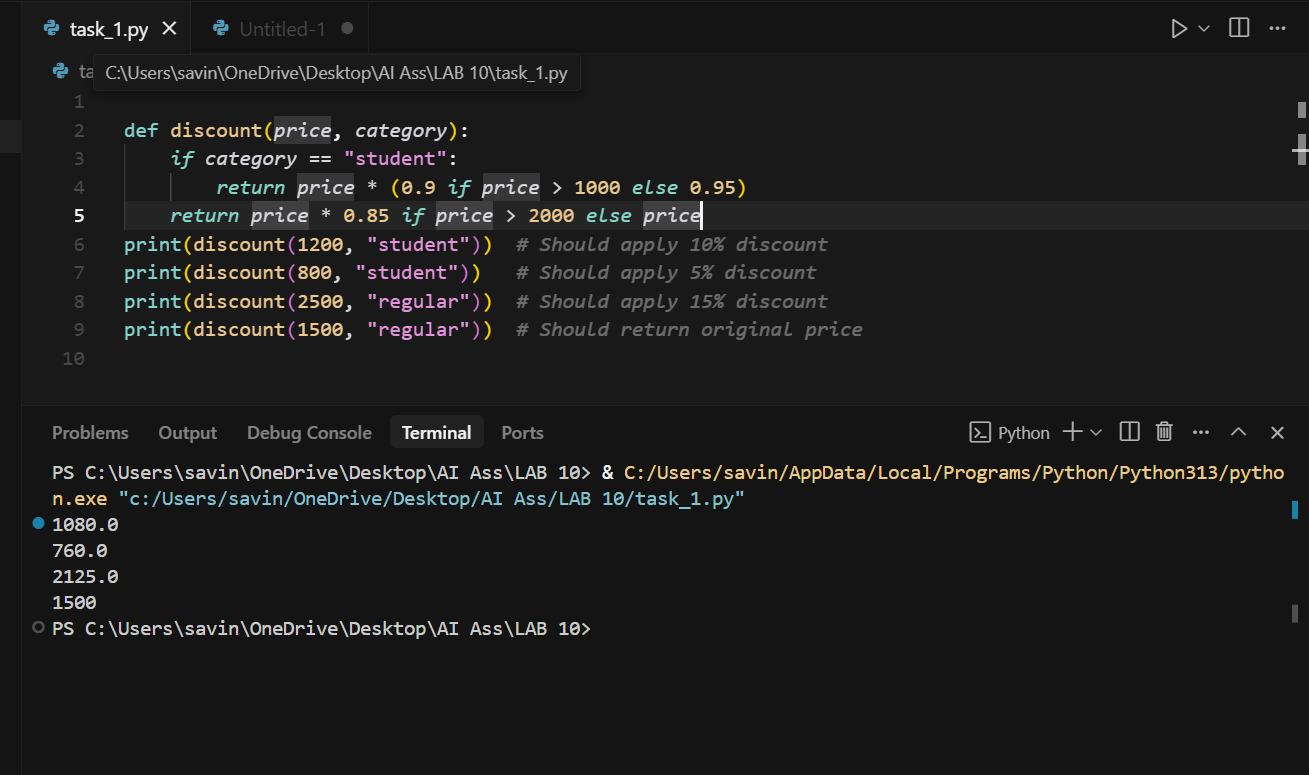 task_1.py
Untitled-1
ta
C:\Users\savin\OneDrive\Desktop\AI Ass\LAB 10\task_1.py
1
2 def discount(price, category):
3     if category == "student":
4         return price * (0.9 if price > 1000 else 0.95)
5     return price * 0.85 if price > 2000 else price
6 print(discount(1200, "student"))  # Should apply 10% discount
7 print(discount(800, "student"))   # Should apply 5% discount
8 print(discount(2500, "regular"))  # Should apply 15% discount
9 print(discount(1500, "regular"))  # Should return original price
10
Problems Output Debug Console Terminal Ports Python
PS C:\Users\savin\OneDrive\Desktop\AI Ass\LAB 10> & C:/Users/savin/AppData/Local/Programs/Python/Python313/pytho
n.exe "c:/Users/savin/OneDrive/Desktop/AI Ass/LAB 10/task_1.py"
1080.0
760.0
2125.0
1500
PS C:\Users\savin\OneDrive\Desktop\AI Ass\LAB 10>